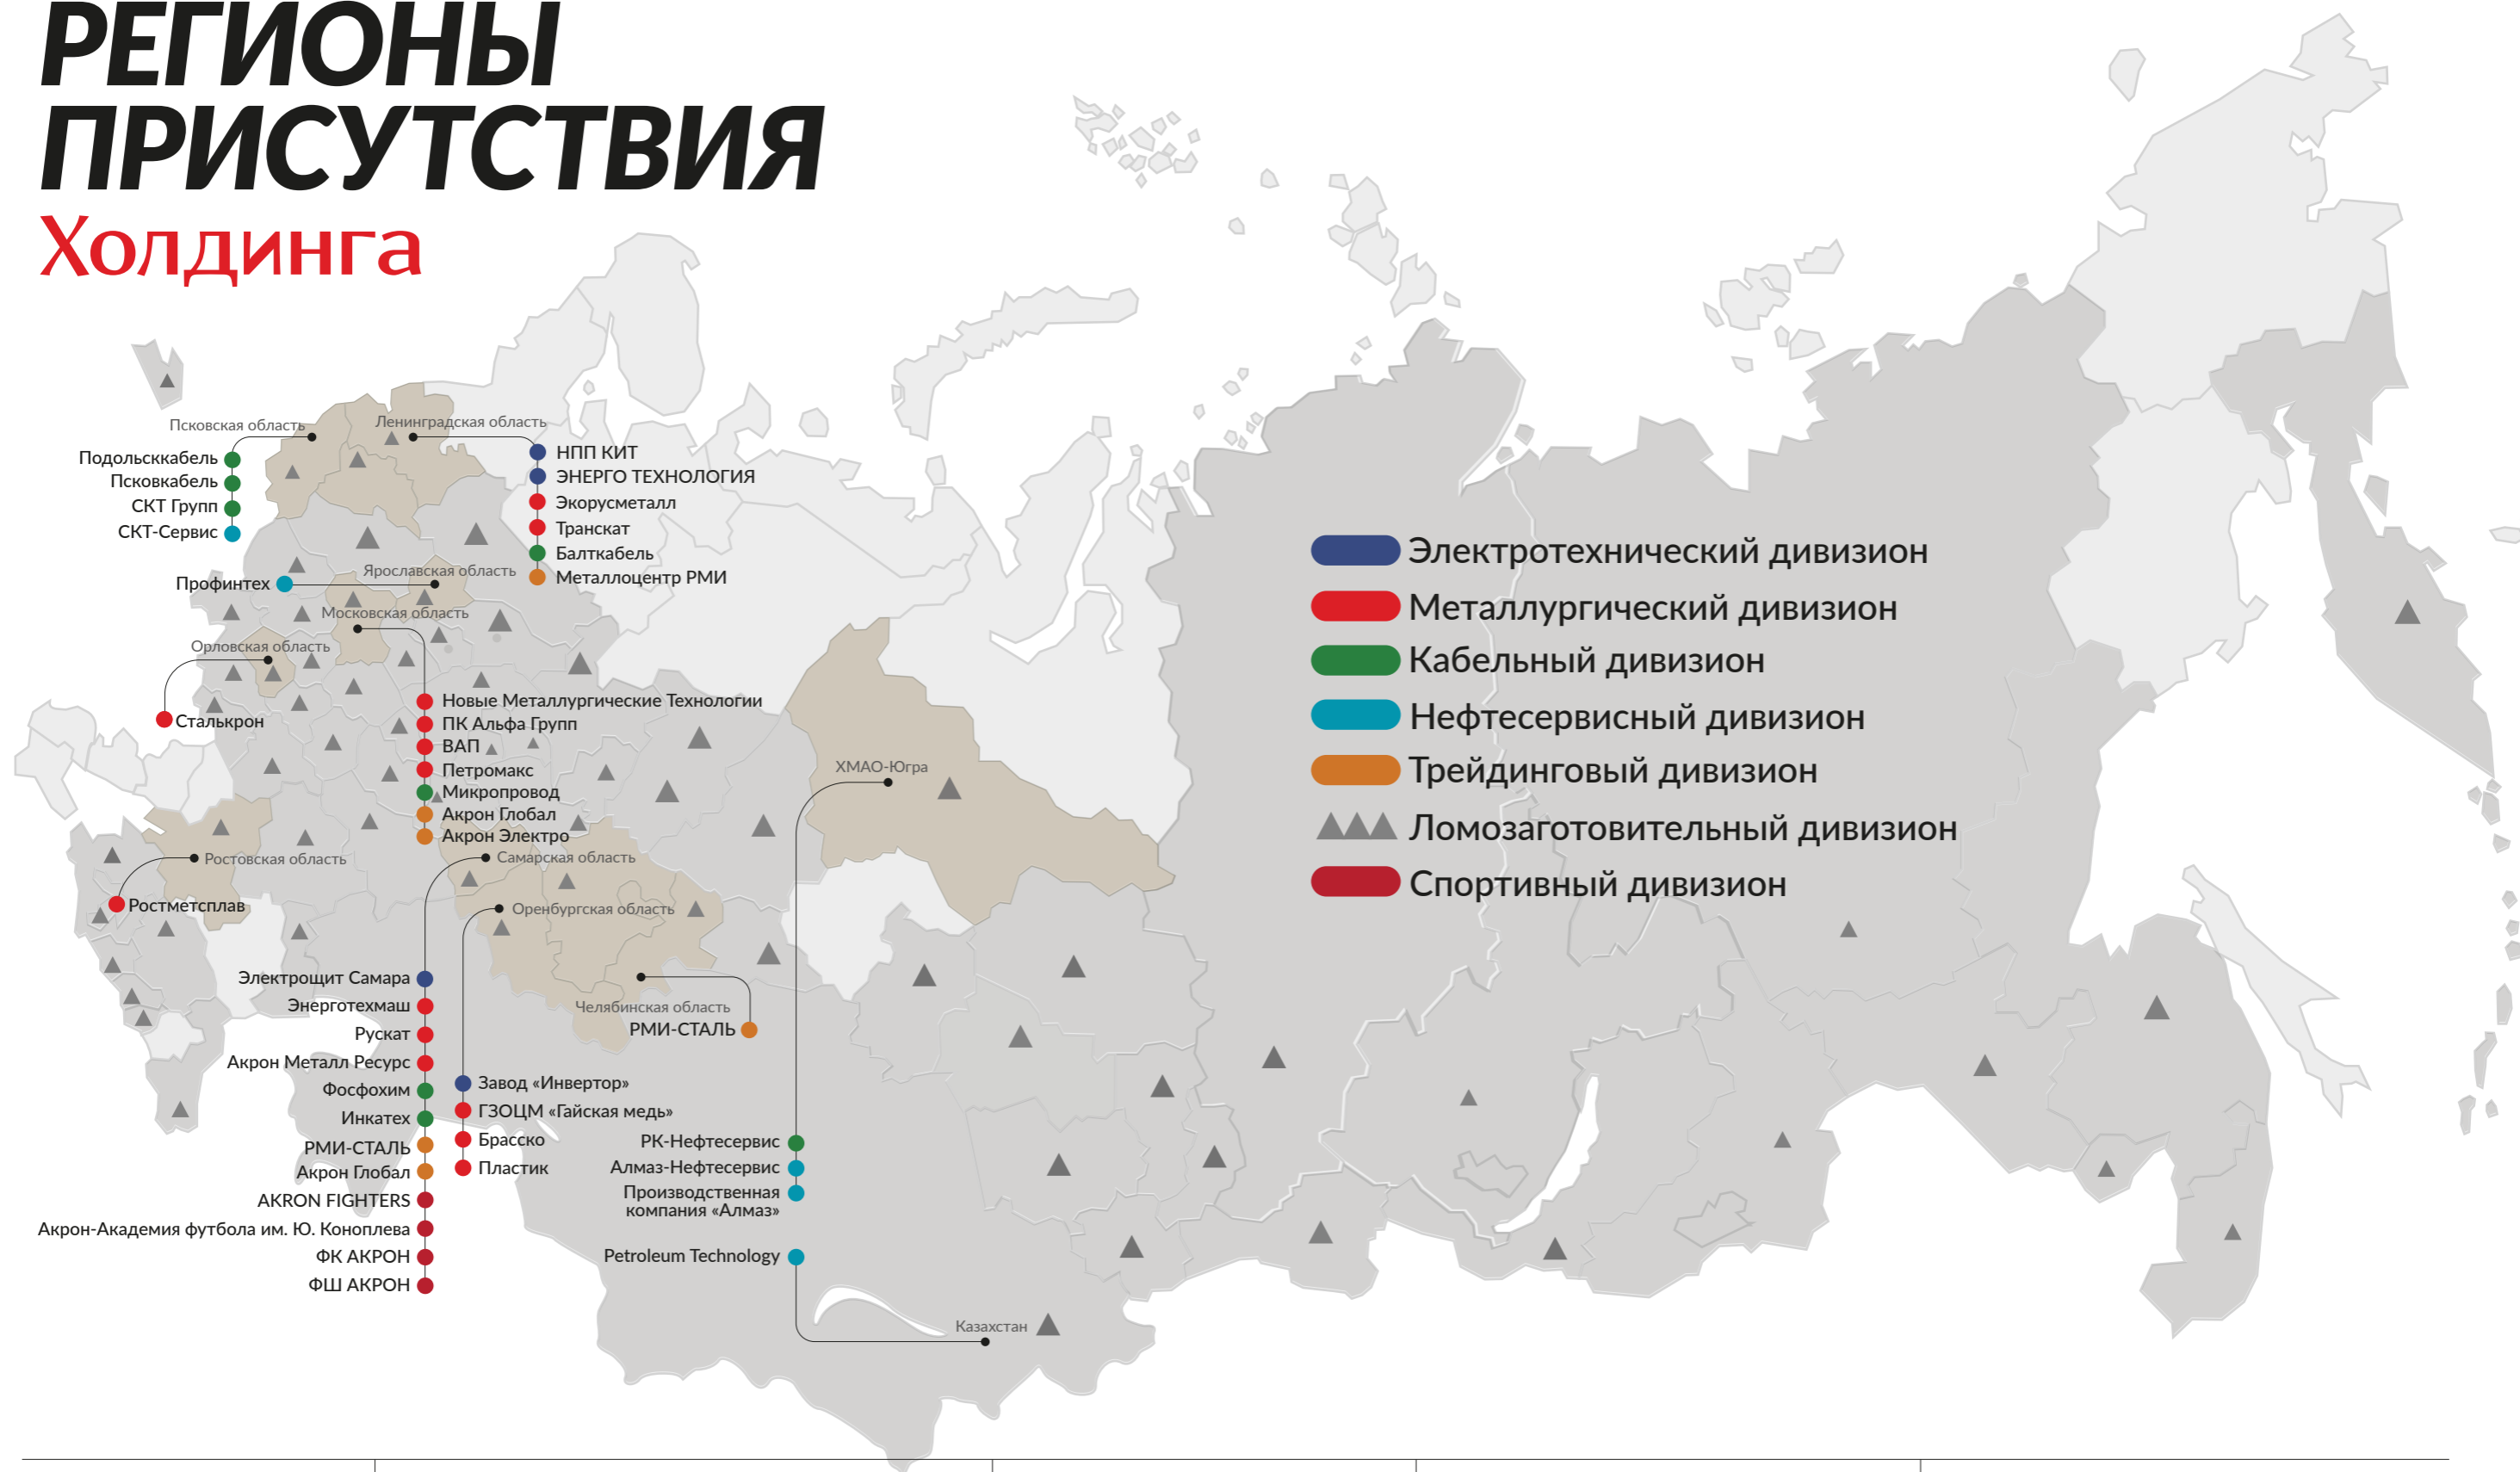 РЕГИОНЫ
ПРИСУТСТВИЯ
Холдинга
Псковская область
Подольсккабель
Псковкабель
СКТ Групп
СКТ-Сервис
Ленинградская область
НПП КИТ
ЭНЕРГО ТЕХНОЛОГИЯ
Экорусметалл
Транскат
Балткабель
Металлоцентр РМИ
Ярославская область
Профинтех
Московская область
Новые Металлургические Технологии
ПК Альфа Групп
ВАП
Петромакс
Микропровод
Акрон Глобал
Акрон Электро
Орловская область
Сталькрон
Ростовская область
Ростметсплав
Самарская область
Электрощит Самара
Энерготехмаш
Рускат
Акрон Металл Ресурс
Фосфохим
Инкатех
РМИ-СТАЛЬ
Акрон Глобал
AKRON FIGHTERS
Акрон-Академия футбола им. Ю. Коноплева
ФК АКРОН
ФШ АКРОН
Оренбургская область
Завод «Инвертор»
ГЗОЦМ «Гайская медь»
Брасско
Пластик
Челябинская область
РМИ-СТАЛЬ
ХМАО-Югра
РК-Нефтесервис
Алмаз-Нефтесервис
Производственная
компания «Алмаз»
Petroleum Technology
Казахстан
Электротехнический дивизион
Металлургический дивизион
Кабельный дивизион
Нефтесервисный дивизион
Трейдинговый дивизион
Ломозаготовительный дивизион
Спортивный дивизион